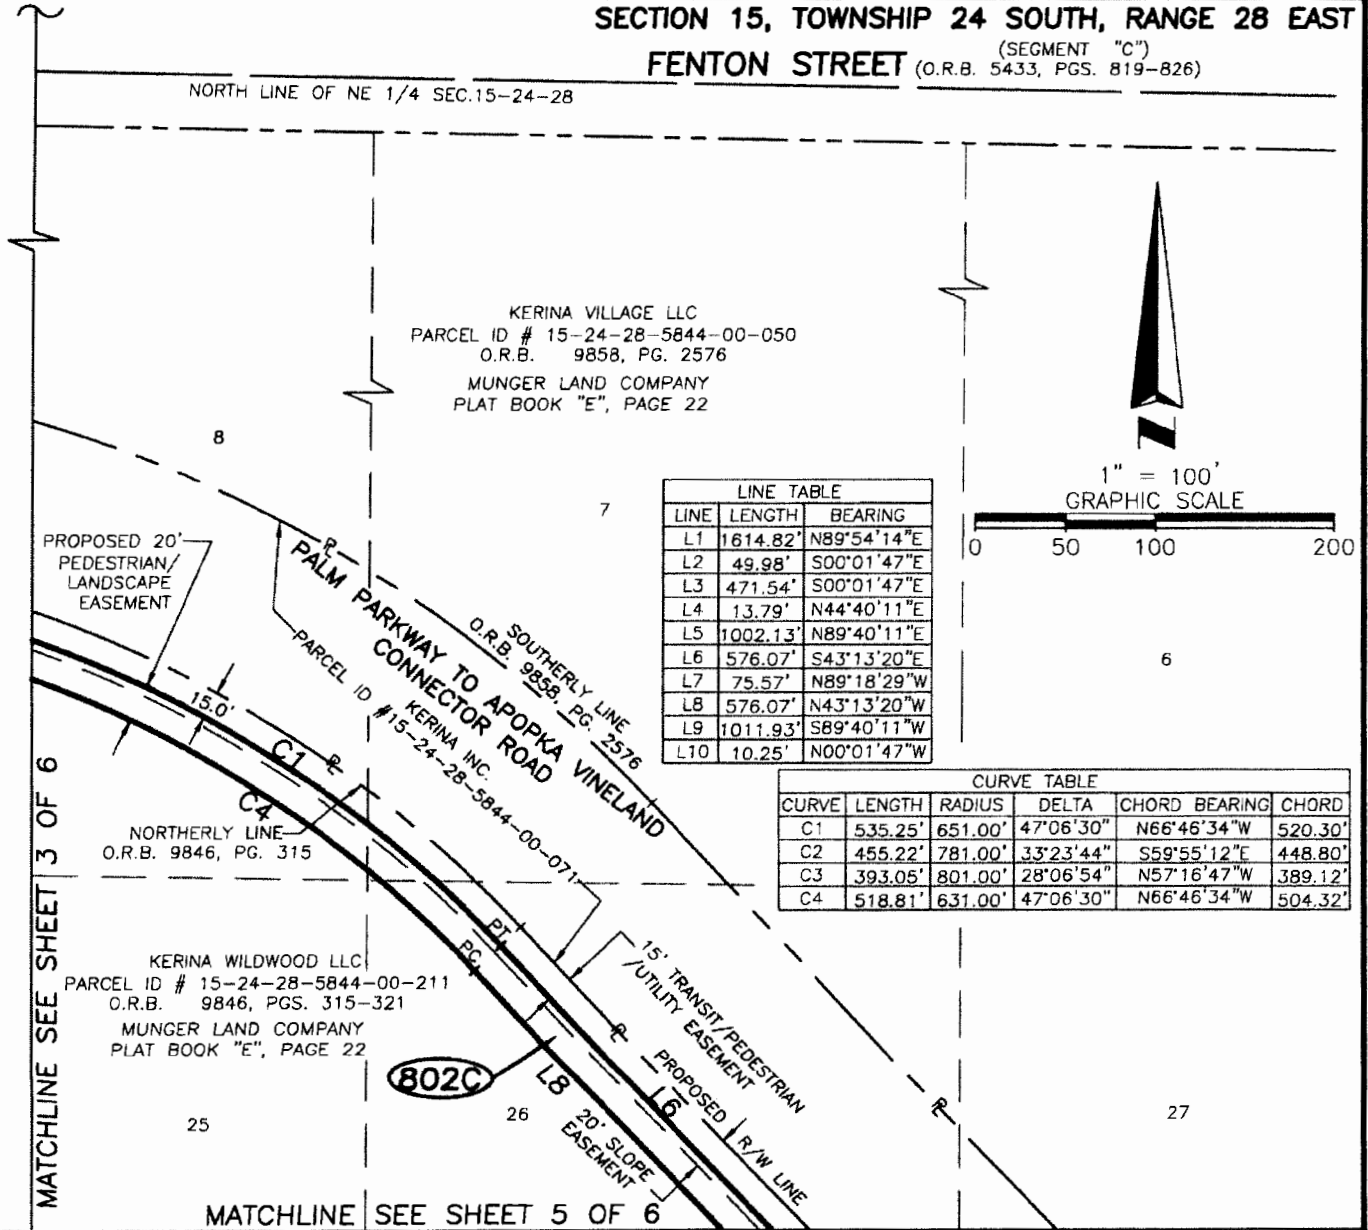 SECTION 15, TOWNSHIP 24 SOUTH, RANGE 28 EAST
FENTON STREET (SEGMENT "C")
(O.R.B. 5433, PGS. 819-826)
NORTH LINE OF NE 1/4 SEC.15-24-28
KERINA VILLAGE LLC
PARCEL ID # 15-24-28-5844-00-050
O.R.B. 9858, PG. 2576
MUNGER LAND COMPANY
PLAT BOOK "E", PAGE 22
8
7
6
1" = 100'
GRAPHIC SCALE
0 50 100 200
LINE TABLE
LINE LENGTH BEARING
L1 1614.82' N89°54'14"E
L2 49.98' S00°01'47"E
L3 471.54' S00°01'47"E
L4 13.79' N44°40'11"E
L5 1002.13' N89°40'11"E
L6 576.07' S43°13'20"E
L7 75.57' N89°18'29"W
L8 576.07' N43°13'20"W
L9 1011.93' S89°40'11"W
L10 10.25' N00°01'47"W
CURVE TABLE
CURVE LENGTH RADIUS DELTA CHORD BEARING CHORD
C1 535.25' 651.00' 47°06'30" N66°46'34"W 520.30'
C2 455.22' 781.00' 33°23'44" S59°55'12"E 448.80'
C3 393.05' 801.00' 28°06'54" N57°16'47"W 389.12'
C4 518.81' 631.00' 47°06'30" N66°46'34"W 504.32'
PROPOSED 20'
PEDESTRIAN/
LANDSCAPE
EASEMENT
PL
SOUTHERLY LINE
O.R.B. 9858, PG. 2576
PALM PARKWAY TO APOPKA VINELAND
CONNECTOR ROAD
KERINA INC.
PARCEL ID #15-24-28-5844-00-071
15.0'
C1
PL
C4
NORTHERLY LINE
O.R.B. 9846, PG. 315
PT
PC
KERINA WILDWOOD LLC
PARCEL ID # 15-24-28-5844-00-211
O.R.B. 9846, PGS. 315-321
MUNGER LAND COMPANY
PLAT BOOK "E", PAGE 22
15' TRANSIT/PEDESTRIAN
/UTILITY EASEMENT
PL
PROPOSED R/W LINE
802C
L8
L6
20' SLOPE
EASEMENT
PL
25
26
27
MATCHLINE SEE SHEET 3 OF 6
MATCHLINE SEE SHEET 5 OF 6